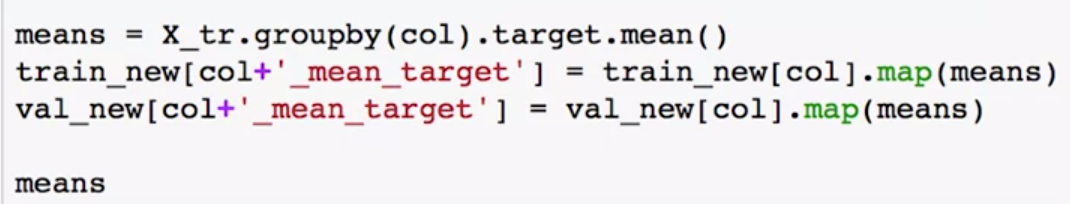 means = X_tr.groupby(col).target.mean()
train_new[col+'_mean_target'] = train_new[col].map(means)
val_new[col+'_mean_target'] = val_new[col].map(means)
means